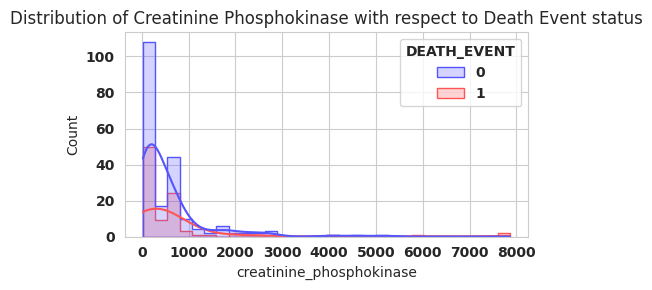 Distribution of Creatinine Phosphokinase with respect to Death Event status
DEATH_EVENT
0
1
100
80
60
40
20
0
Count
0 1000 2000 3000 4000 5000 6000 7000 8000
creatinine_phosphokinase